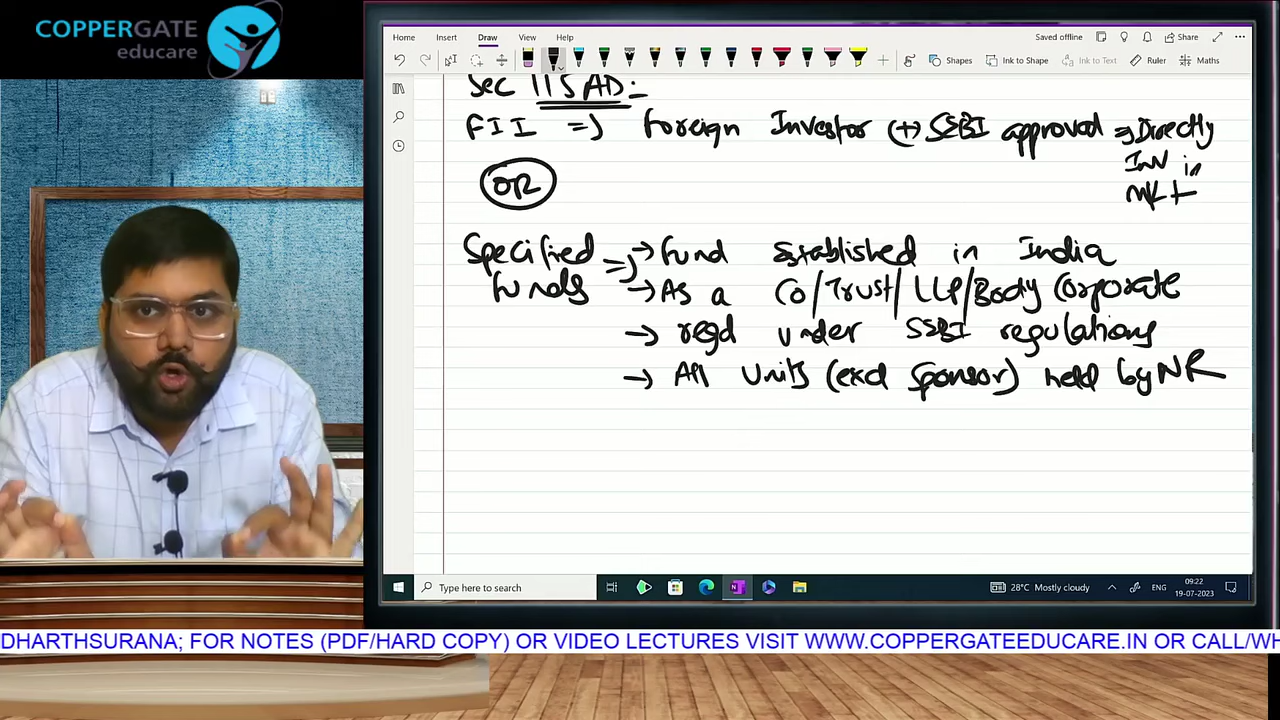 COPPERGATE
educare
Home Insert Draw View Help
Saved offline
Share
Shapes Ink to Shape Ink to Text Ruler Maths
Sec 115AD:-
FII => Foreign Investor (+) SEBI approved => Directly
Inv in
Mkt
OR
Specified
funds
=> → Fund established in India
→ As a Co/Trust/LLP/Body Corporate
→ regd under SEBI regulations
→ All Units (excl Sponsor) held by NR
Type here to search
28°C Mostly cloudy
ENG
09:22
19-07-2023
DHARTHSURANA; FOR NOTES (PDF/HARD COPY) OR VIDEO LECTURES VISIT WWW.COPPERGATEEDUCARE.IN OR CALL/WH